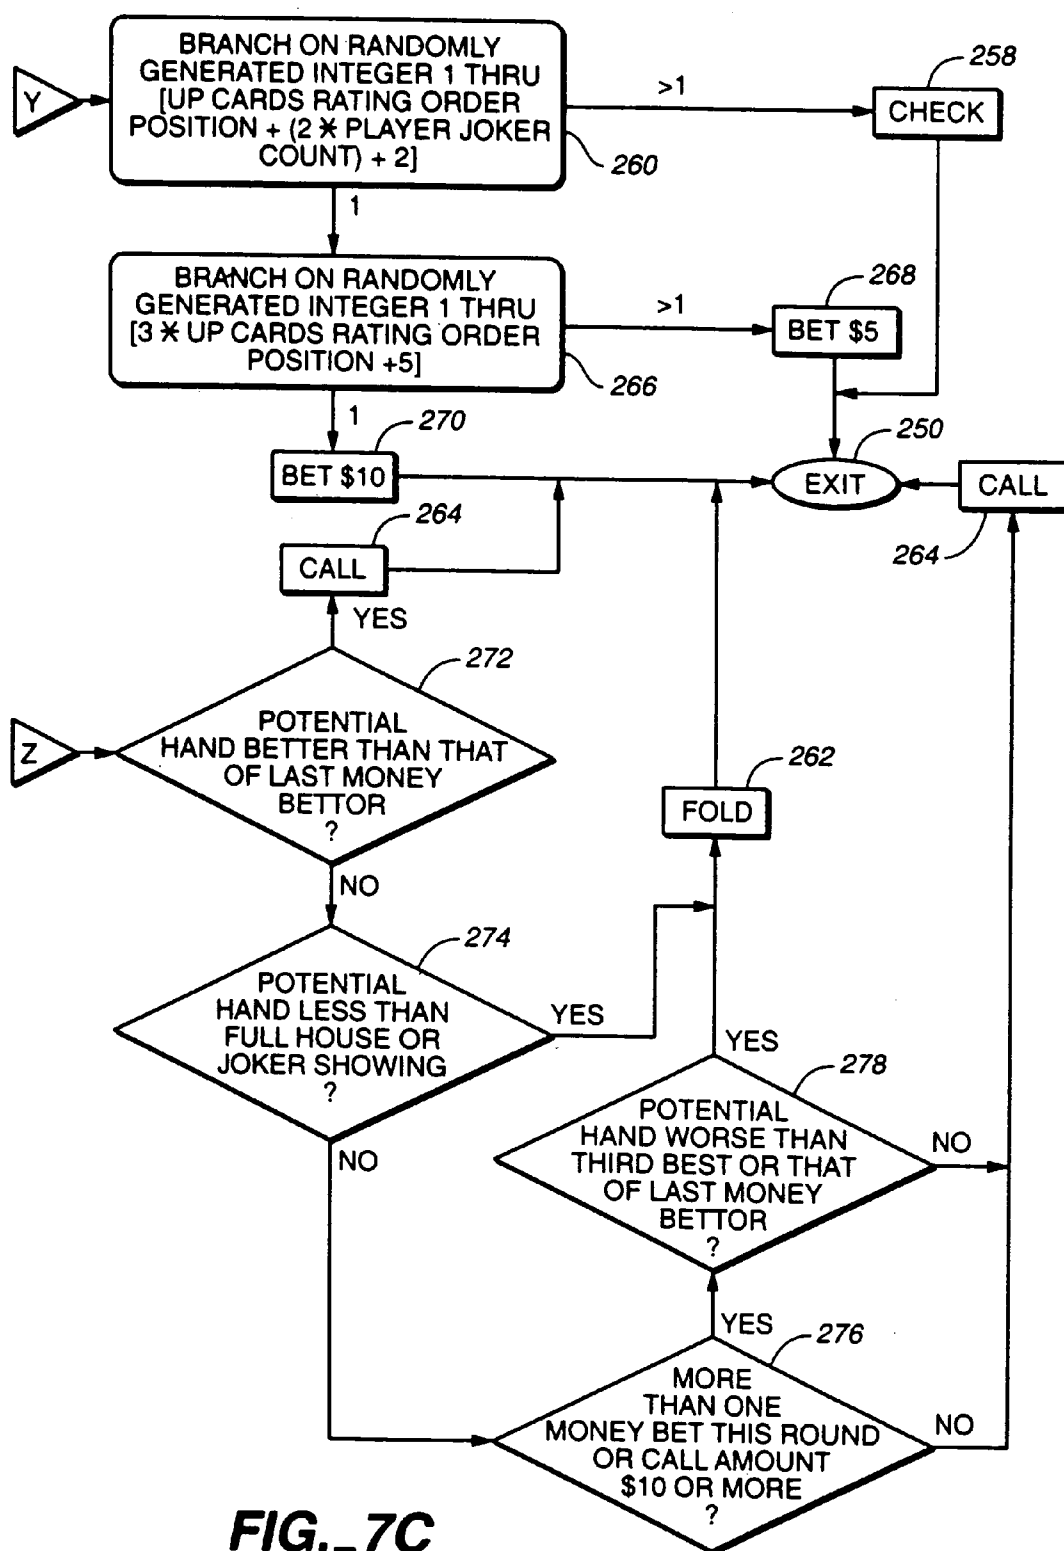 Y
BRANCH ON RANDOMLY
GENERATED INTEGER 1 THRU
[UP CARDS RATING ORDER
POSITION + (2 * PLAYER JOKER
COUNT) + 2]
260
>1
258
CHECK
1
BRANCH ON RANDOMLY
GENERATED INTEGER 1 THRU
[3 * UP CARDS RATING ORDER
POSITION +5]
266
>1
268
BET $5
1
270
BET $10
250
EXIT
CALL
264
264
CALL
YES
272
Z
POTENTIAL
HAND BETTER THAN THAT
OF LAST MONEY
BETTOR
?
262
FOLD
NO
274
POTENTIAL
HAND LESS THAN
FULL HOUSE OR
JOKER SHOWING
?
YES
NO
YES
278
POTENTIAL
HAND WORSE THAN
THIRD BEST OR THAT
OF LAST MONEY
BETTOR
?
NO
YES
276
MORE
THAN ONE
MONEY BET THIS ROUND
OR CALL AMOUNT
$10 OR MORE
?
NO
FIG._7C